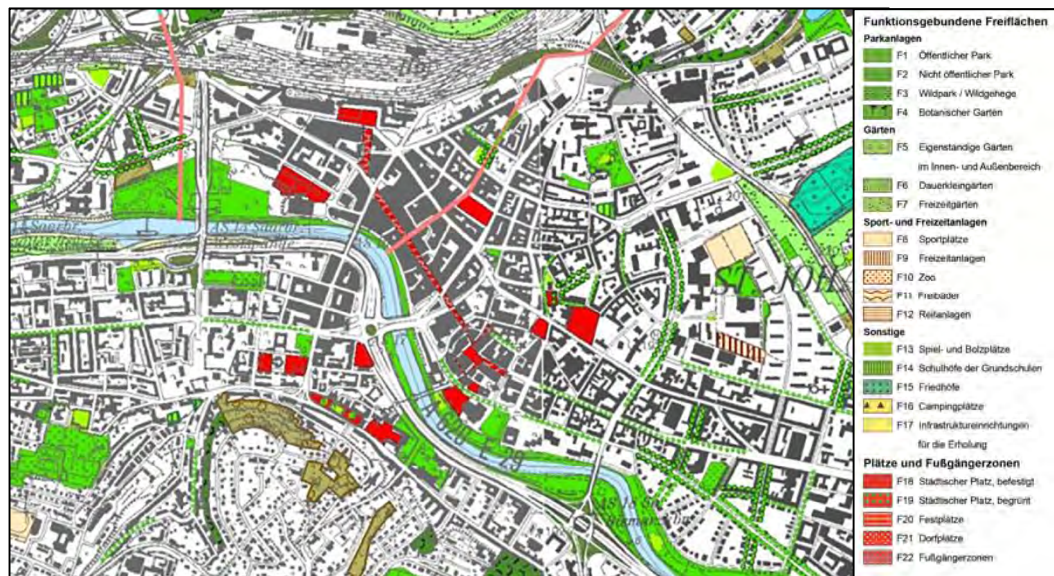 Funktionsgebundene Freiflächen
Parkanlagen
F1 Öffentlicher Park
F2 Nicht öffentlicher Park
F3 Wildpark / Wildgehege
F4 Botanischer Garten
Gärten
F5 Eigenständige Gärten
im Innen- und Außenbereich
F6 Dauerkleingärten
F7 Freizeitgärten
Sport- und Freizeitanlagen
F8 Sportplätze
F9 Freizeitanlagen
F10 Zoo
F11 Freibäder
F12 Reitanlagen
Sonstige
F13 Spiel- und Bolzplätze
F14 Schulhöfe der Grundschulen
F15 Friedhöfe
F16 Campingplätze
F17 Infrastruktureinrichtungen
für die Erholung
Plätze und Fußgängerzonen
F18 Städtischer Platz, befestigt
F19 Städtischer Platz, begrünt
F20 Festplätze
F21 Dorfplätze
F22 Fußgängerzonen
ST. JOH
E 29